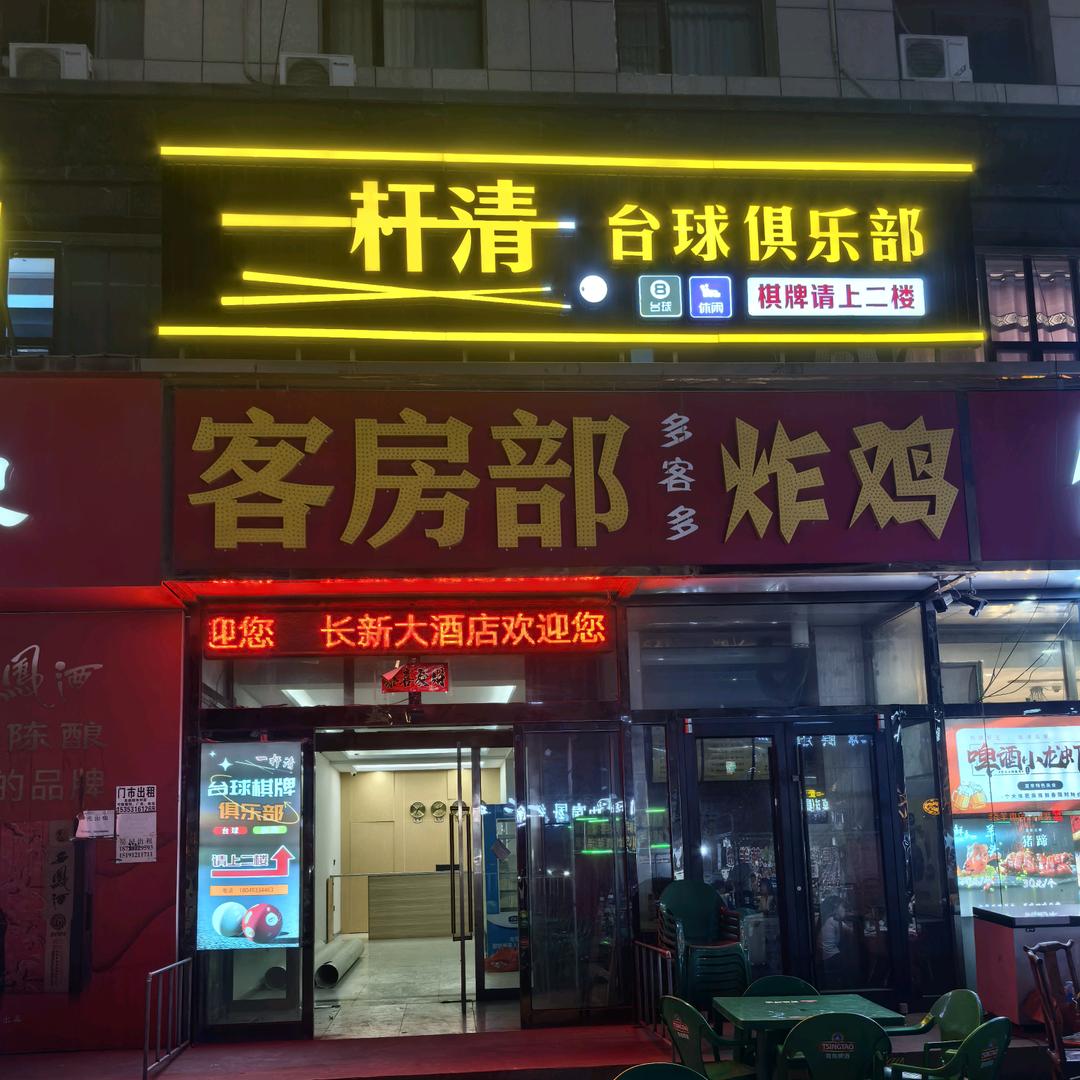 一杆清 台球俱乐部
台球 休闲 棋牌请上二楼
客房部 多客多 炸鸡
迎您 长新大酒店欢迎您
凤酒
陈酿
的品牌
门市出租
一杆清
台球棋牌
俱乐部
台球
请上二楼
啤酒小龙虾
猪蹄
TSINGTAO